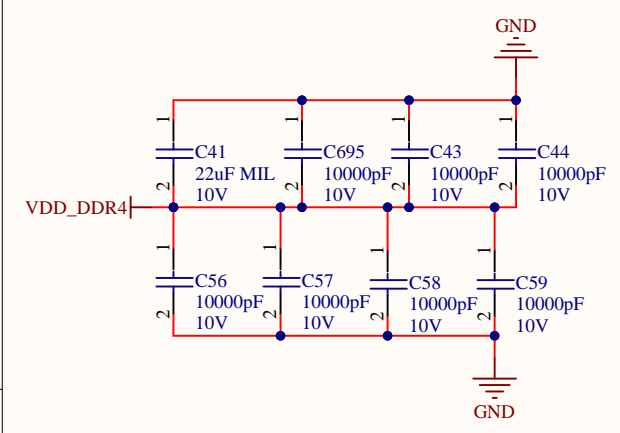 GND
1
1
1
1
C41
C695
C43
C44
22uF MIL
10000pF
10000pF
10000pF
2
2
2
2
10V
10V
10V
10V
VDD_DDR4
1
1
1
1
C56
C57
C58
C59
10000pF
10000pF
10000pF
10000pF
2
2
2
2
10V
10V
10V
10V
GND